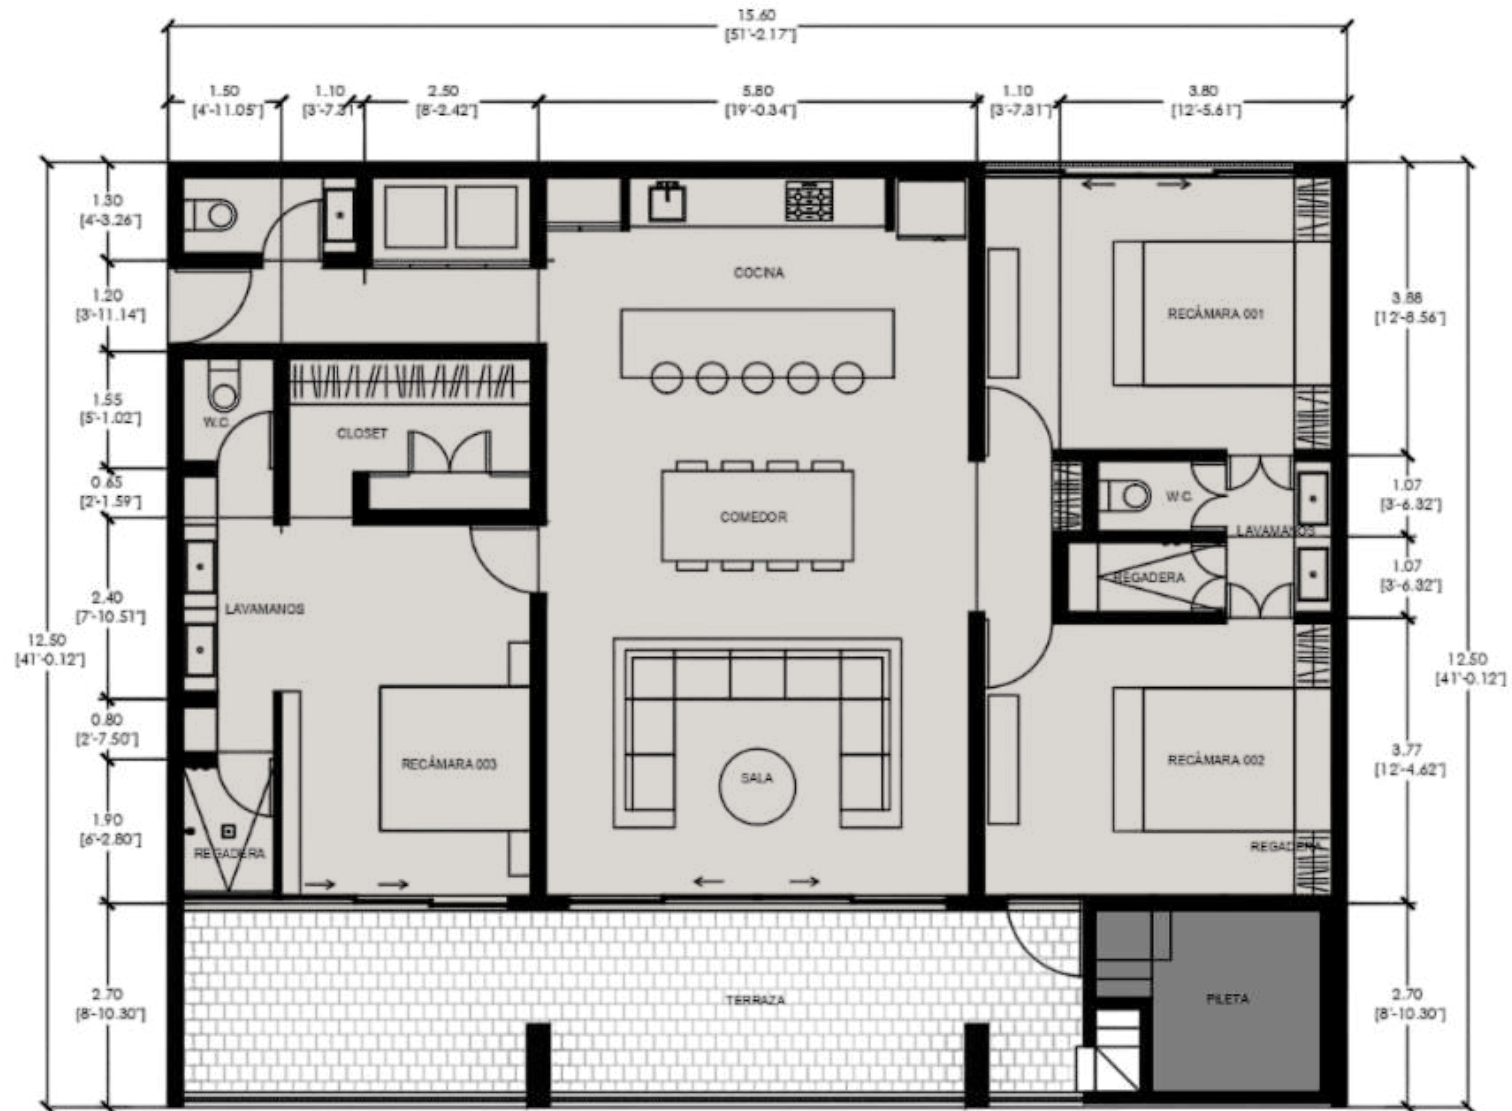 15.60
[51'-2.17"]
1.50
[4'-11.05"]
1.10
[3'-7.31
2.50
[8'-2.42"]
5.80
[19'-0.34"]
1.10
[3'-7.31"]
3.80
[12'-5.61"]
1.30
[4'-3.26"]
1.20
[3'-11.14"]
COCINA
RECÁMARA 001
3.88
[12'-8.56"]
1.55
[5'-1.02"]
W.C.
CLOSET
0.65
[2'-1.59"]
COMEDOR
W.C.
LAVAMANOS
1.07
[3'-6.32"]
REGADERA
1.07
[3'-6.32"]
2.40
[7'-10.51"]
LAVAMANOS
12.50
[41'-0.12"]
12.50
[41'-0.12"]
0.80
[2'-7.50"]
RECÁMARA 003
SALA
RECÁMARA 002
3.77
[12'-4.62"]
1.90
[6'-2.80"]
REGADERA
REGADERA
2.70
[8'-10.30"]
TERRAZA
PILETA
2.70
[8'-10.30"]